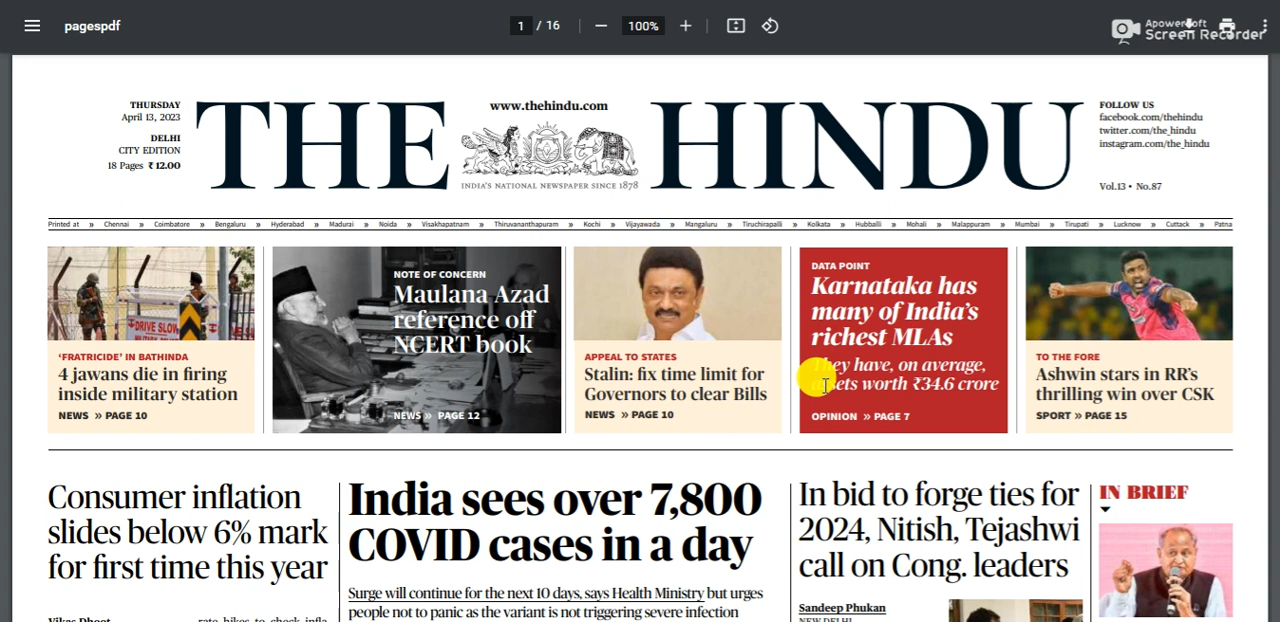 pagespdf
1 / 16
100%
Apowersoft
Screen Recorder
THURSDAY
April 13, 2023
DELHI
CITY EDITION
18 Pages ₹ 12.00
THE HINDU
www.thehindu.com
INDIA'S NATIONAL NEWSPAPER SINCE 1878
FOLLOW US
facebook.com/thehindu
twitter.com/the_hindu
instagram.com/the_hindu
Vol.13 • No.87
Printed at » Chennai » Coimbatore » Bengaluru » Hyderabad » Madurai » Noida » Visakhapatnam » Thiruvananthapuram » Kochi » Vijayawada » Mangaluru » Tiruchirapalli » Kolkata » Hubballi » Mohali » Malappuram » Mumbai » Tirupati » Lucknow » Cuttack » Patna
DRIVE SLOW
‘FRATRICIDE’ IN BATHINDA
4 jawans die in firing
inside military station
NEWS » PAGE 10
NOTE OF CONCERN
Maulana Azad
reference off
NCERT book
NEWS » PAGE 12
APPEAL TO STATES
Stalin: fix time limit for
Governors to clear Bills
NEWS » PAGE 10
DATA POINT
Karnataka has
many of India’s
richest MLAs
They have, on average,
assets worth ₹34.6 crore
OPINION » PAGE 7
TO THE FORE
Ashwin stars in RR’s
thrilling win over CSK
SPORT » PAGE 15
Consumer inflation
slides below 6% mark
for first time this year
Vikas Dhoot
rate hikes to check infla-
India sees over 7,800
COVID cases in a day
Surge will continue for the next 10 days, says Health Ministry but urges
people not to panic as the variant is not triggering severe infection
In bid to forge ties for
2024, Nitish, Tejashwi
call on Cong. leaders
Sandeep Phukan
NEW DELHI
IN BRIEF